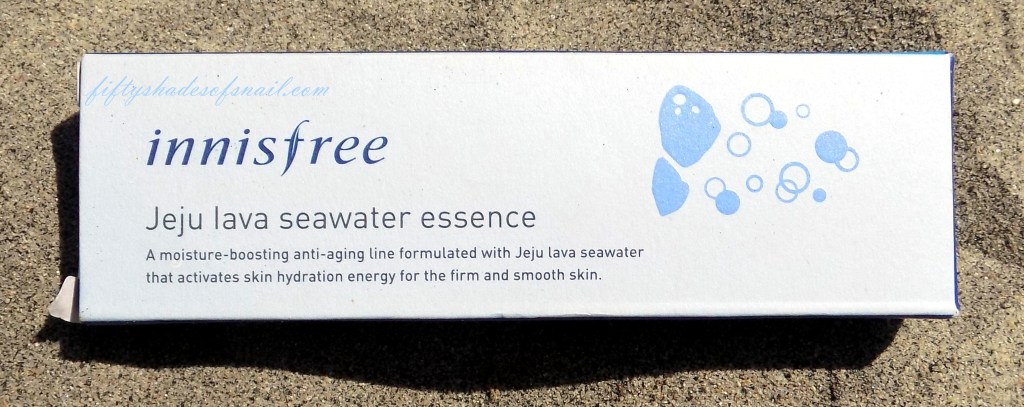 fiftyshadesofsnail.com
innisfree
Jeju lava seawater essence
A moisture-boosting anti-aging line formulated with Jeju lava seawater
that activates skin hydration energy for the firm and smooth skin.